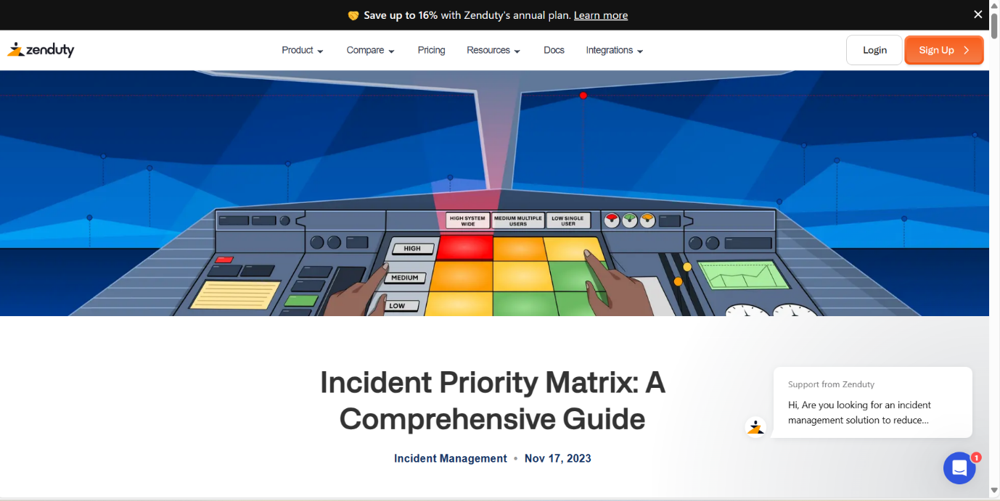 Save up to 16% with Zenduty's annual plan. Learn more
zenduty
Product
Compare
Pricing
Resources
Docs
Integrations
Login
Sign Up
HIGH SYSTEM
WIDE
MEDIUM MULTIPLE
USERS
LOW SINGLE
USER
HIGH
MEDIUM
LOW
Incident Priority Matrix: A
Comprehensive Guide
Incident Management • Nov 17, 2023
Support from Zenduty
Hi, Are you looking for an incident
management solution to reduce...
1